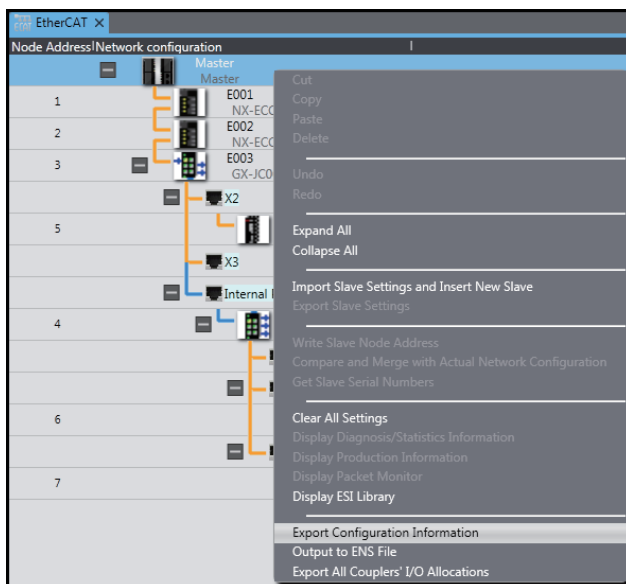 EtherCAT ×
Node Address Network configuration
Master
Master
1
E001
2
E002
3
E003
X2
5
X3
4
6
7
Cut
Copy
Paste
Delete
Undo
Redo
Expand All
Collapse All
Import Slave Settings and Insert New Slave
Export Slave Settings
Write Slave Node Address
Compare and Merge with Actual Network Configuration
Get Slave Serial Numbers
Clear All Settings
Display Diagnosis/Statistics Information
Display Production Information
Display Packet Monitor
Display ESI Library
Export Configuration Information
Output to ENS File
Export All Couplers' I/O Allocations